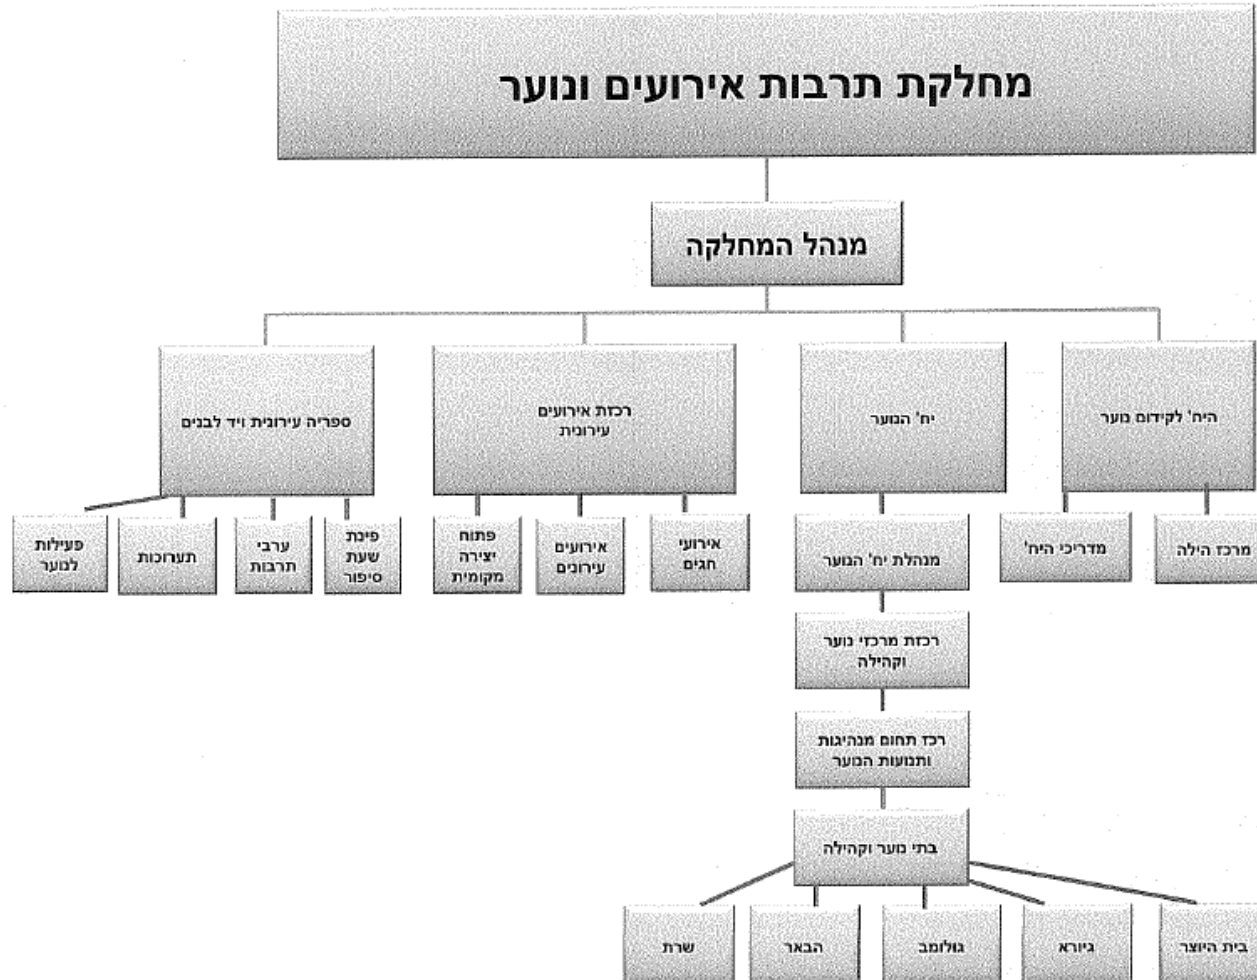 מחלקת תרבות אירועים ונוער
מנהל המחלקה
היח' לקידום נוער
יח' הנוער
רכזת אירועים
עירונית
ספריה עירונית ויד לבנים
מרכז הילה
מדריכי היח'
מנהלת יח' הנוער
אירועי
חגים
אירועים
עירונים
פתוח
יצירה
מקומית
פינת
שעת
סיפור
ערבי
תרבות
תערוכות
פעילות
לנוער
רכזת מרכזי נוער
וקהילה
רכז תחום מנהיגות
ותנועות הנוער
בתי נוער וקהילה
בית היוצר
גיורא
גולומב
הבאר
שרת